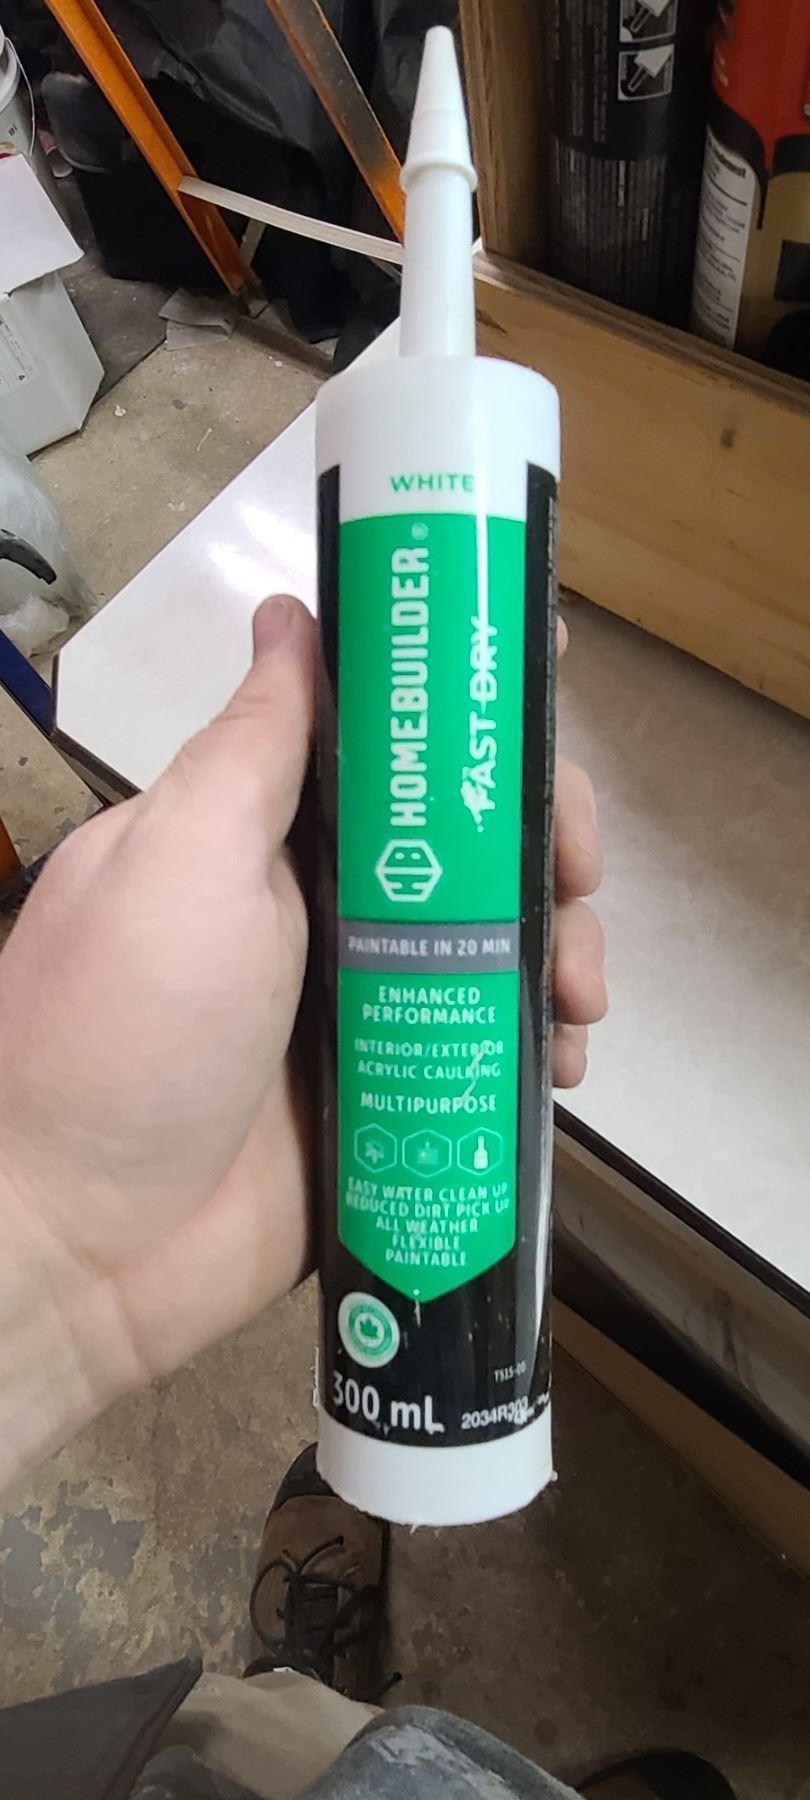 WHITE
HB HOMEBUILDER®
FAST DRY
PAINTABLE IN 20 MIN
ENHANCED
PERFORMANCE
INTERIOR/EXTERIOR
ACRYLIC CAULKING
MULTIPURPOSE
EASY WATER CLEAN UP
REDUCED DIRT PICK UP
ALL WEATHER
FLEXIBLE
PAINTABLE
300 mL